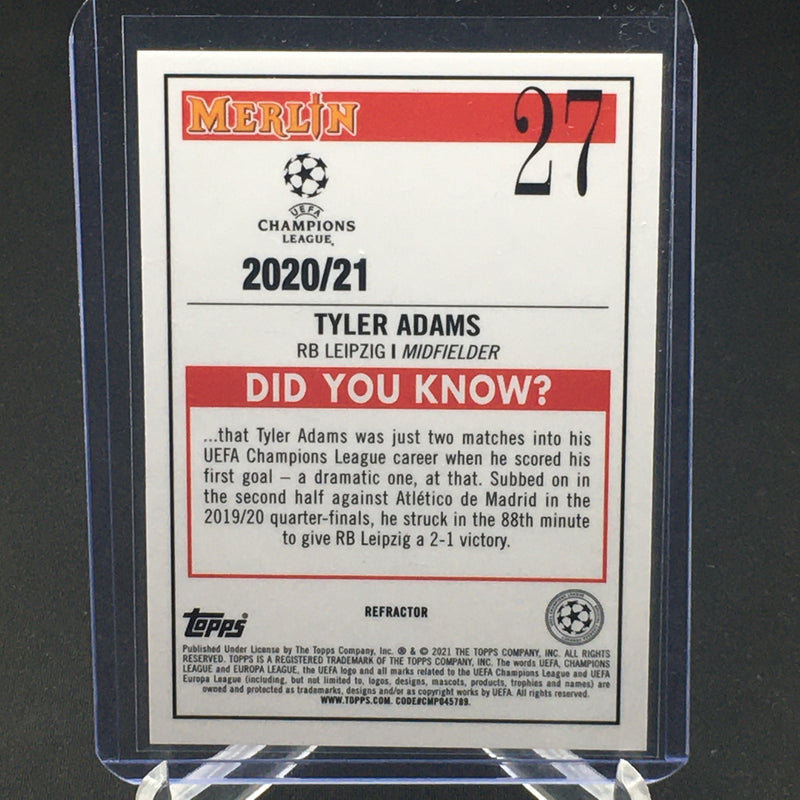 MERLIN
27
UEFA
CHAMPIONS
LEAGUE®
2020/21
TYLER ADAMS
RB LEIPZIG | MIDFIELDER
DID YOU KNOW?
...that Tyler Adams was just two matches into his
UEFA Champions League career when he scored his
first goal – a dramatic one, at that. Subbed on in
the second half against Atlético de Madrid in the
2019/20 quarter-finals, he struck in the 88th minute
to give RB Leipzig a 2-1 victory.
topps®
REFRACTOR
Published Under License by The Topps Company, Inc. ® & © 2021 THE TOPPS COMPANY, INC. ALL RIGHTS
RESERVED. TOPPS IS A REGISTERED TRADEMARK OF THE TOPPS COMPANY, INC. The words UEFA, CHAMPIONS
LEAGUE and EUROPA LEAGUE, the UEFA logo and all marks related to the UEFA Champions League and UEFA
Europa League (including, but not limited to, logos, designs, mascots, products, trophies and names) are
owned and protected as trademarks, designs and/or as copyright works by UEFA. All rights reserved.
WWW.TOPPS.COM. CODE#CMP045789.